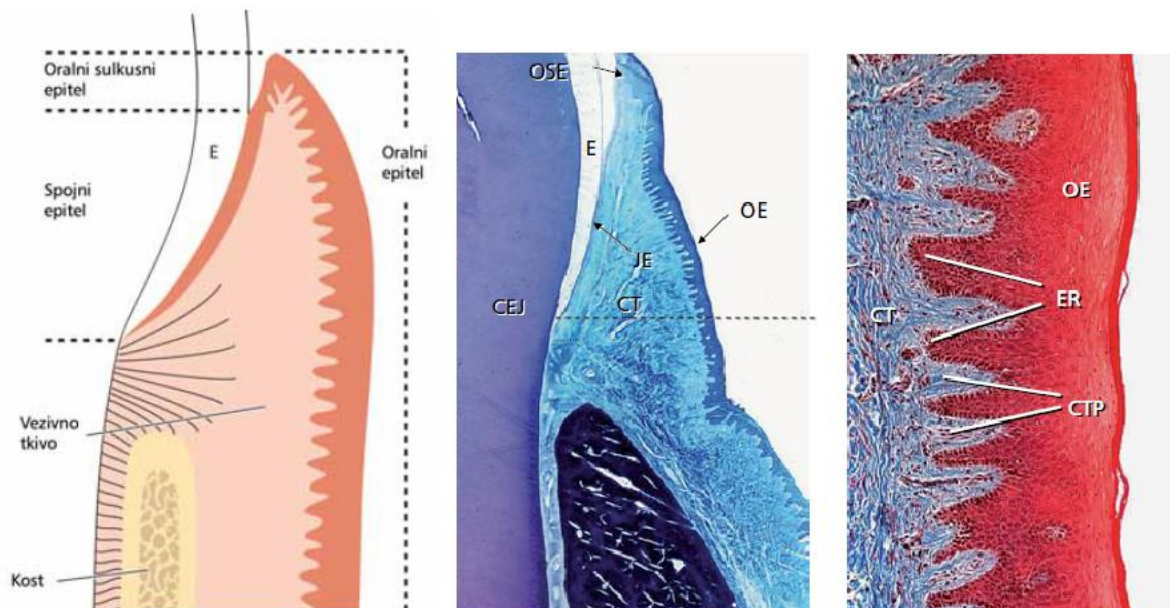 Oralni sulkusni
epitel
E
Spojni
epitel
Oralni
epitel
Vezivno
tkivo
Kost
OSE
E
OE
JE
CT
CEJ
OE
ER
CT
CTP